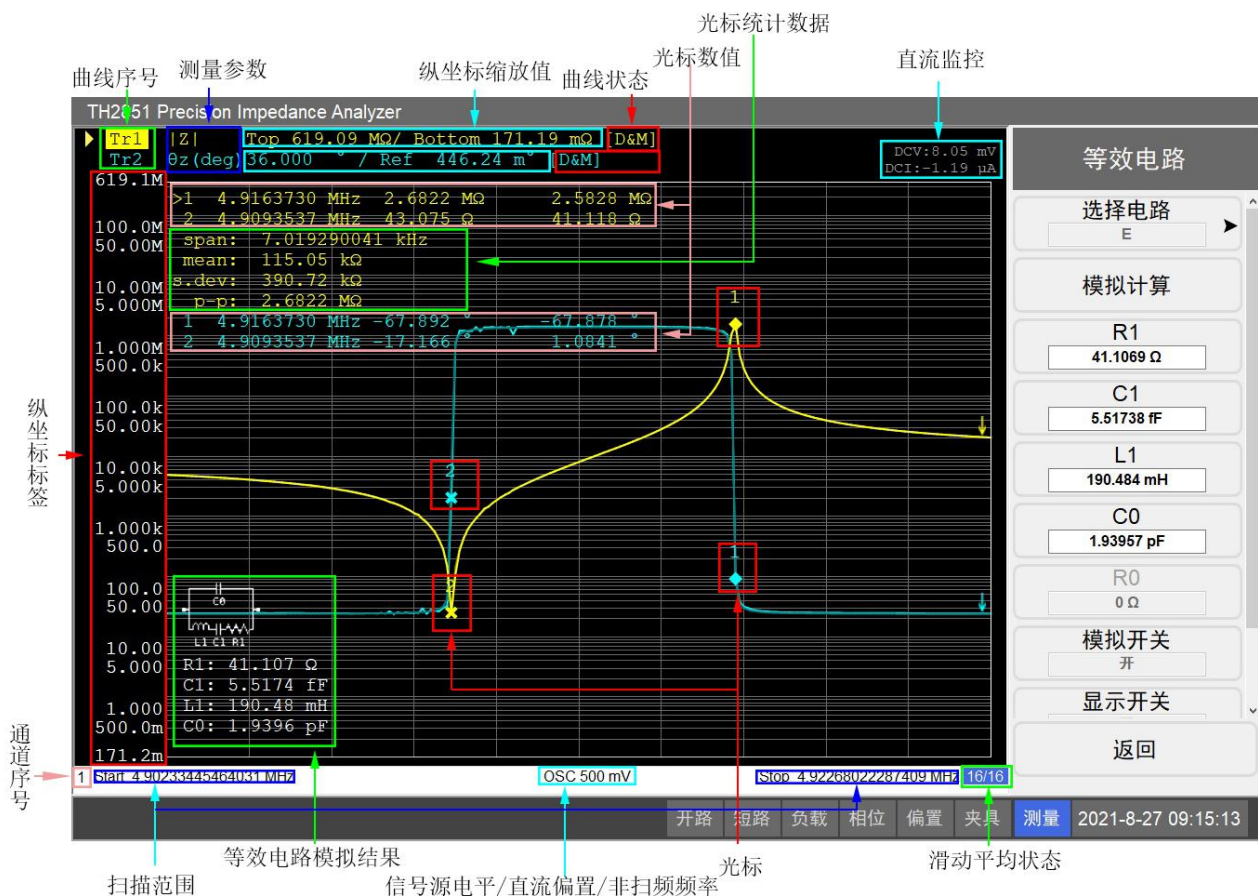 光标统计数据
光标数值
曲线序号
测量参数
纵坐标缩放值
曲线状态
直流监控
TH2851 Precision Impedance Analyzer
Tr1 |Z| Top 619.09 MΩ/ Bottom 171.19 mΩ [D&M]
Tr2 θz(deg) 36.000 ° / Ref 446.24 m° [D&M]
DCV:8.05 mV
DCI:-1.19 μA
619.1M
100.0M
50.00M
10.00M
5.000M
1.000M
500.0k
100.0k
50.00k
10.00k
5.000k
1.000k
500.0
100.0
50.00
10.00
5.000
1.000
500.0m
171.2m
>1 4.9163730 MHz 2.6822 MΩ 2.5828 MΩ
2 4.9093537 MHz 43.075 Ω 41.118 Ω
span: 7.019290041 kHz
mean: 115.05 kΩ
s.dev: 390.72 kΩ
p-p: 2.6822 MΩ
1 4.9163730 MHz -67.892 ° -67.878 °
2 4.9093537 MHz -17.166 ° 1.0841 °
1
2
1
2
C0
L1 C1 R1
R1: 41.107 Ω
C1: 5.5174 fF
L1: 190.48 mH
C0: 1.9396 pF
等效电路
选择电路
E
模拟计算
R1
41.1069 Ω
C1
5.51738 fF
L1
190.484 mH
C0
1.93957 pF
R0
0 Ω
模拟开关
开
显示开关
返回
纵坐标标签
通道序号
1 Start 4.90233445464031 MHz OSC 500 mV Stop 4.92268022287409 MHz 16/16
开路 短路 负载 相位 偏置 夹具 测量 2021-8-27 09:15:13
等效电路模拟结果
光标
滑动平均状态
扫描范围
信号源电平/直流偏置/非扫频频率